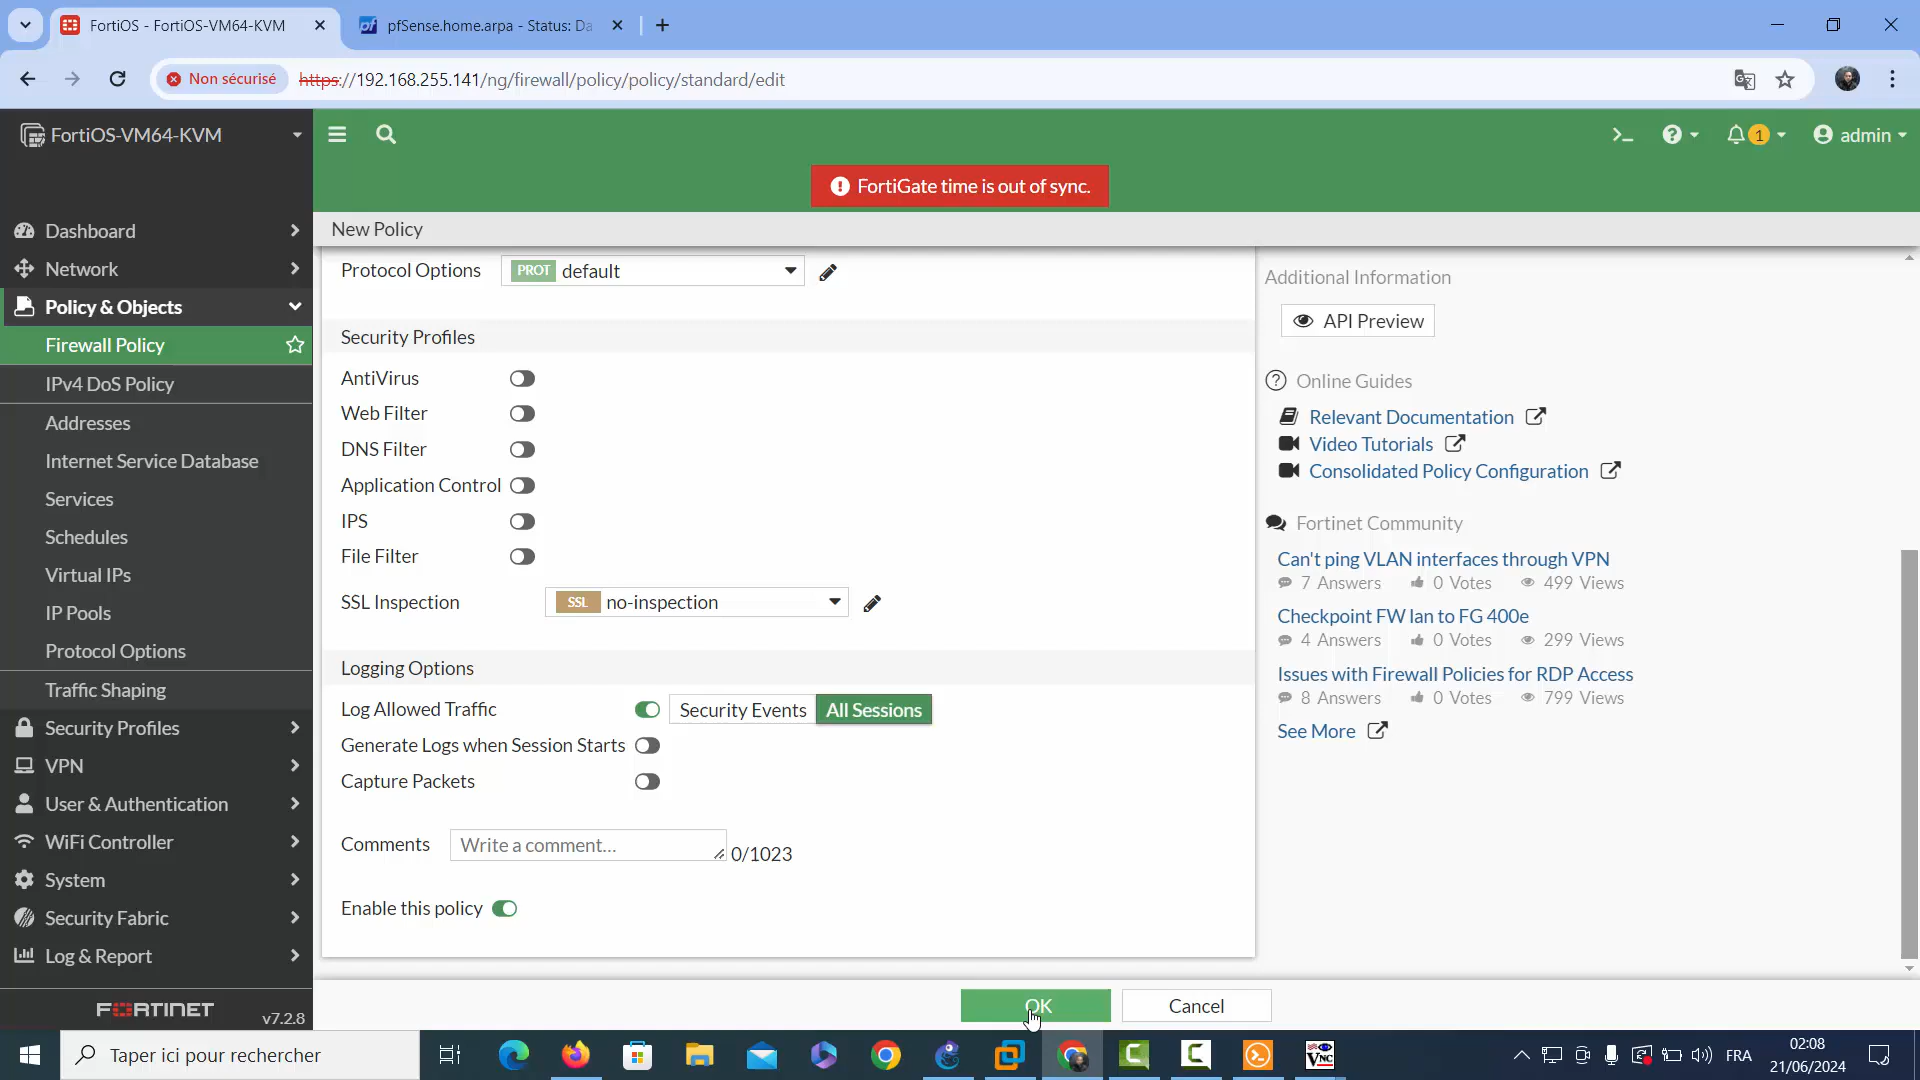 FortiOS - FortiOS-VM64-KVM
pfSense.home.arpa - Status: Da
Non sécurisé
https://192.168.255.141/ng/firewall/policy/policy/standard/edit
FortiOS-VM64-KVM
1
admin
FortiGate time is out of sync.
New Policy
Dashboard
Network
Policy & Objects
Firewall Policy
IPv4 DoS Policy
Addresses
Internet Service Database
Services
Schedules
Virtual IPs
IP Pools
Protocol Options
Traffic Shaping
Security Profiles
VPN
User & Authentication
WiFi Controller
System
Security Fabric
Log & Report
FORTINET
v7.2.8
Protocol Options PROT default
Security Profiles
AntiVirus
Web Filter
DNS Filter
Application Control
IPS
File Filter
SSL Inspection SSL no-inspection
Logging Options
Log Allowed Traffic Security Events All Sessions
Generate Logs when Session Starts
Capture Packets
Comments Write a comment... 0/1023
Enable this policy
OK Cancel
Additional Information
API Preview
Online Guides
Relevant Documentation
Video Tutorials
Consolidated Policy Configuration
Fortinet Community
Can't ping VLAN interfaces through VPN
7 Answers 0 Votes 499 Views
Checkpoint FW lan to FG 400e
4 Answers 0 Votes 299 Views
Issues with Firewall Policies for RDP Access
8 Answers 0 Votes 799 Views
See More
Taper ici pour rechercher
VNC
FRA
02:08
21/06/2024